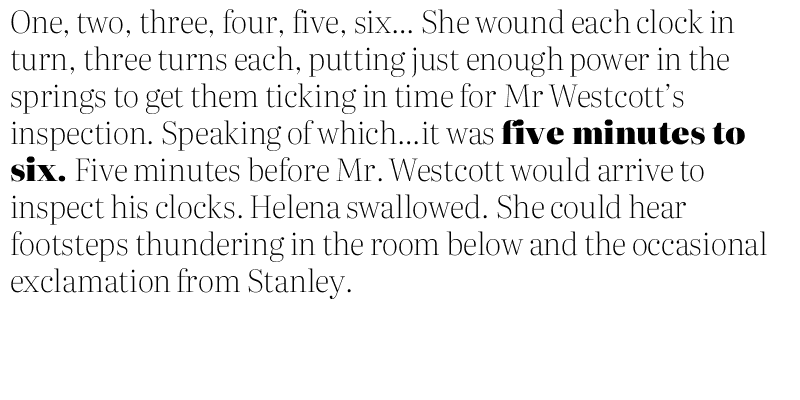 One, two, three, four, five, six... She wound each clock in
turn, three turns each, putting just enough power in the
springs to get them ticking in time for Mr Westcott’s
inspection. Speaking of which...it was five minutes to
six. Five minutes before Mr. Westcott would arrive to
inspect his clocks. Helena swallowed. She could hear
footsteps thundering in the room below and the occasional
exclamation from Stanley.